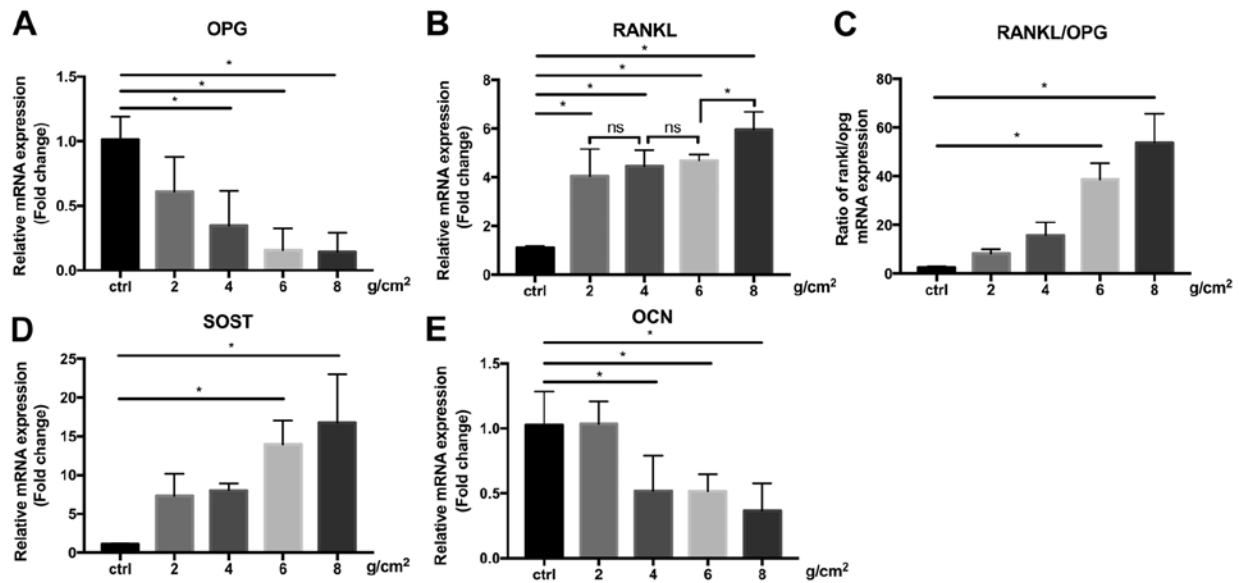 A
OPG
Relative mRNA expression
(Fold change)
1.5
1.0
0.5
0.0
*
*
*
ctrl 2 4 6 8 g/cm²
B
RANKL
Relative mRNA expression
(Fold change)
8
6
4
2
0
*
*
*
*
*
ns
ns
ctrl 2 4 6 8 g/cm²
C
RANKL/OPG
Ratio of rankl/opg
mRNA expression
80
60
40
20
0
*
*
ctrl 2 4 6 8 g/cm²
D
SOST
Relative mRNA expression
(Fold change)
25
20
15
10
5
0
*
*
ctrl 2 4 6 8 g/cm²
E
OCN
Relative mRNA expression
(Fold change)
1.5
1.0
0.5
0.0
*
*
*
ctrl 2 4 6 8 g/cm²